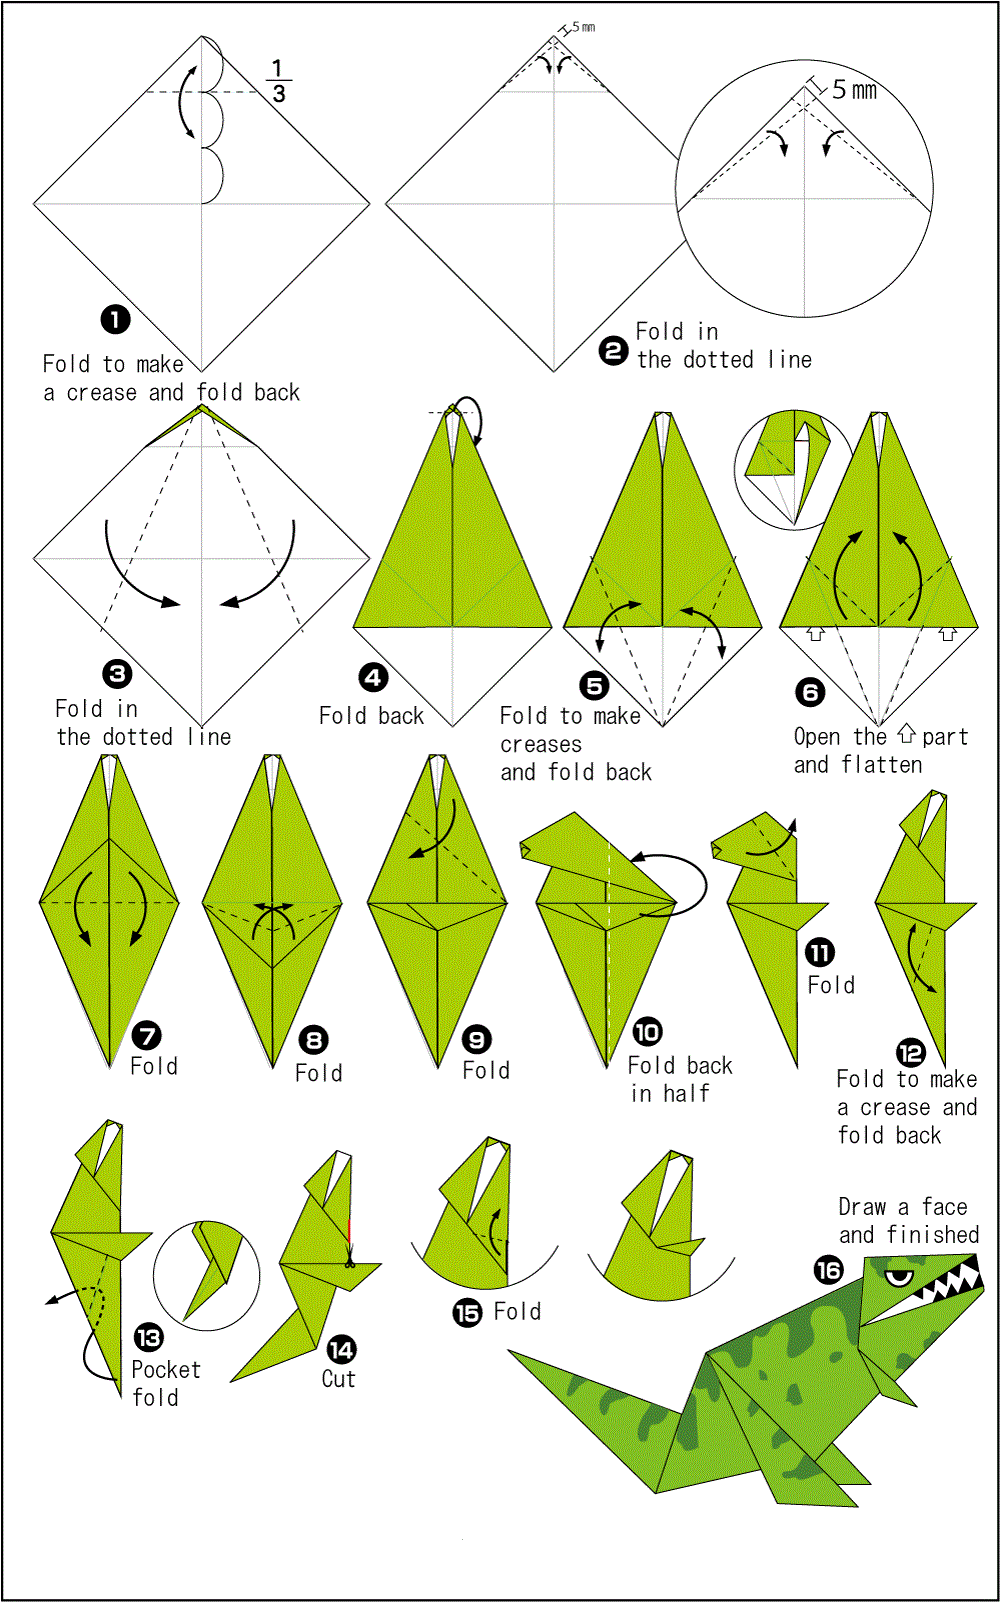 1
3
5 mm
5 mm
1
Fold to make
a crease and fold back
2
Fold in
the dotted line
3
Fold in
the dotted line
4
Fold back
5
Fold to make
creases
and fold back
6
Open the ⇧ part
and flatten
7
Fold
8
Fold
9
Fold
10
Fold back
in half
11
Fold
12
Fold to make
a crease and
fold back
13
Pocket
fold
14
Cut
15 Fold
Draw a face
and finished
16